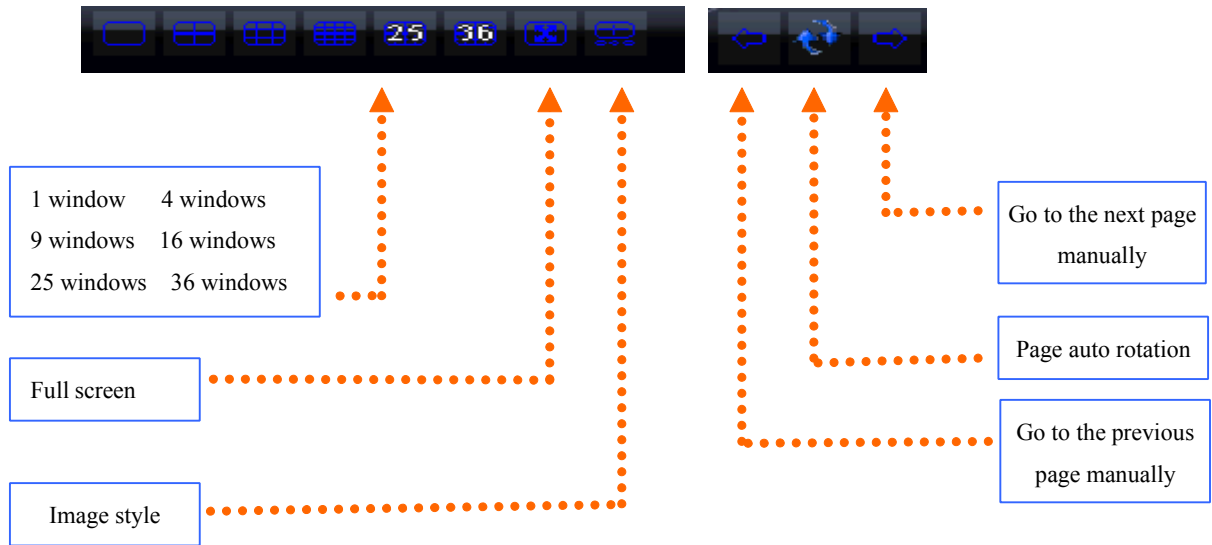 25 36
1 window 4 windows
9 windows 16 windows
25 windows 36 windows
Full screen
Image style
Go to the next page
manually
Page auto rotation
Go to the previous
page manually